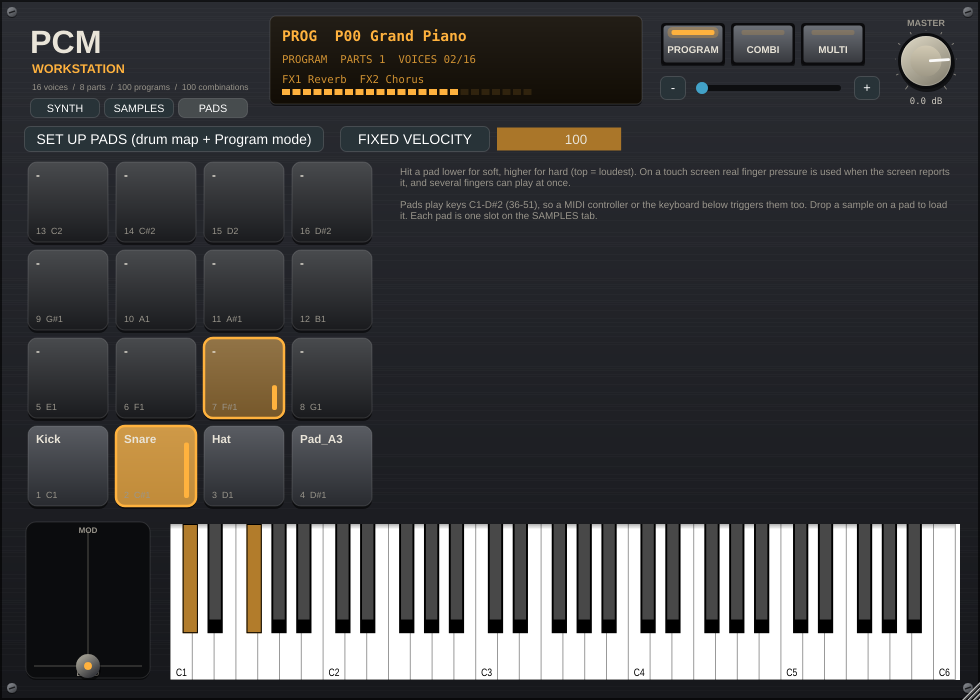 PCM
WORKSTATION
16 voices / 8 parts / 100 programs / 100 combinations
SYNTH SAMPLES PADS
PROG P00 Grand Piano
PROGRAM PARTS 1 VOICES 02/16
FX1 Reverb FX2 Chorus
PROGRAM COMBI MULTI
- +
MASTER
0.0 dB
SET UP PADS (drum map + Program mode) FIXED VELOCITY 100
Hit a pad lower for soft, higher for hard (top = loudest). On a touch screen real finger pressure is used when the screen reports
it, and several fingers can play at once.
Pads play keys C1-D#2 (36-51), so a MIDI controller or the keyboard below triggers them too. Drop a sample on a pad to load
it. Each pad is one slot on the SAMPLES tab.
- - - -
13 C2 14 C#2 15 D2 16 D#2
- - - -
9 G#1 10 A1 11 A#1 12 B1
- - - -
5 E1 6 F1 7 F#1 8 G1
Kick Snare Hat Pad_A3
1 C1 3 D1 4 D#1
MOD
C1 C2 C3 C4 C5 C6